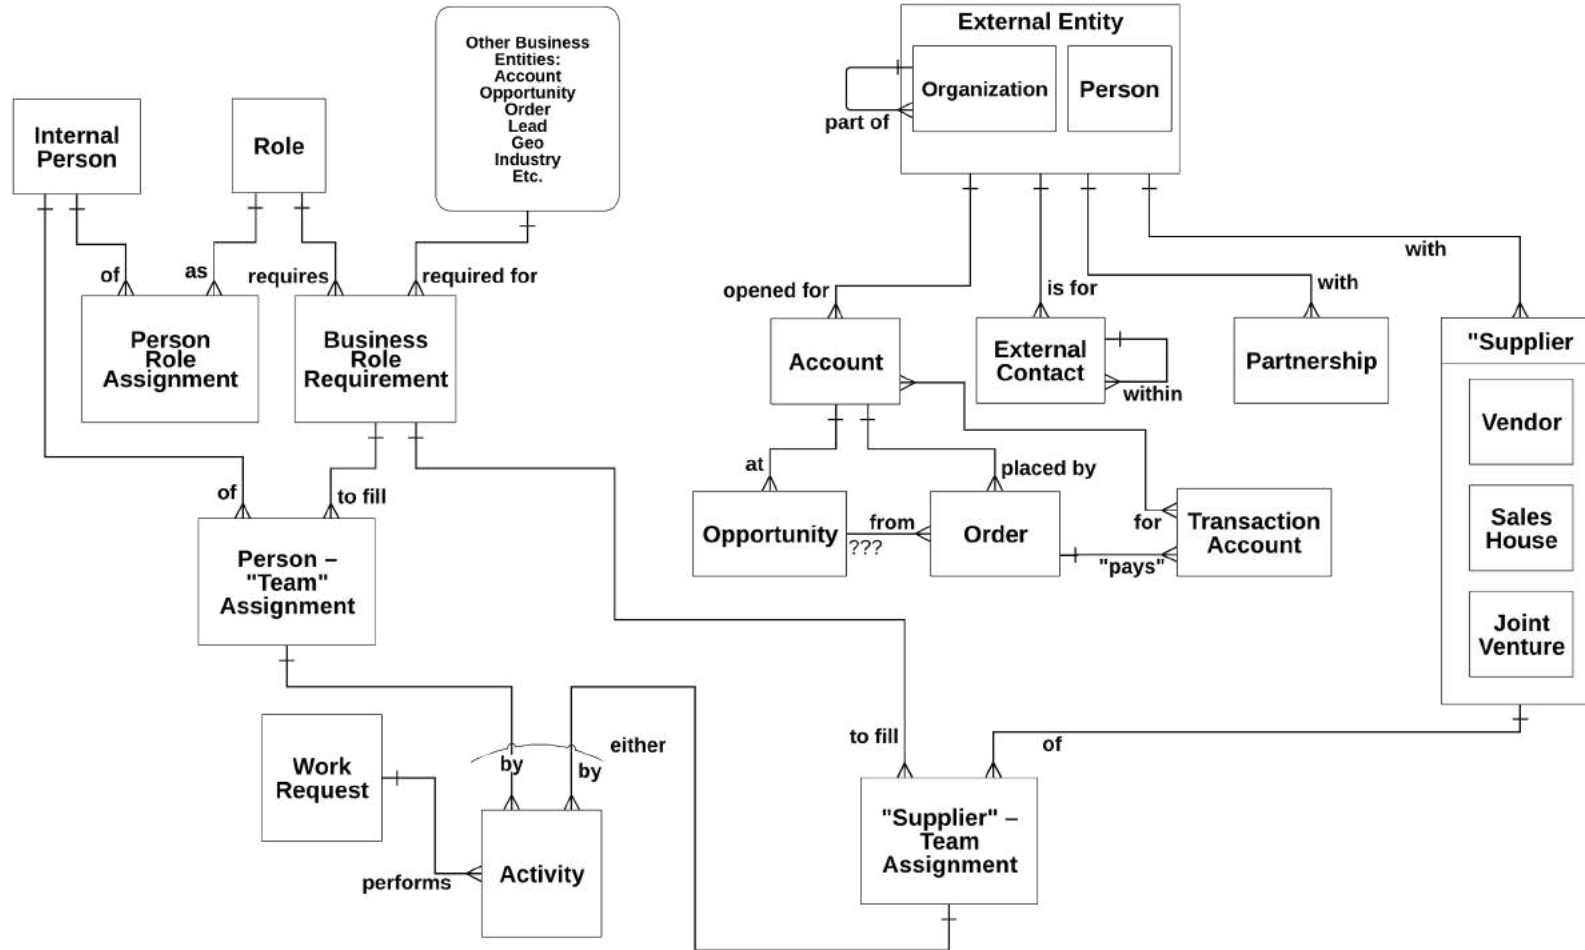 Other Business
Entities:
Account
Opportunity
Order
Lead
Geo
Industry
Etc.
Internal
Person
Role
External Entity
Organization
Person
part of
of
as
requires
required for
Person
Role
Assignment
Business
Role
Requirement
opened for
is for
with
with
Account
External
Contact
within
Partnership
"Supplier
Vendor
Sales
House
Joint
Venture
at
placed by
Opportunity
from
???
Order
for
"pays"
Transaction
Account
of
to fill
Person –
"Team"
Assignment
Work
Request
performs
by
by
either
Activity
to fill
of
"Supplier" –
Team
Assignment